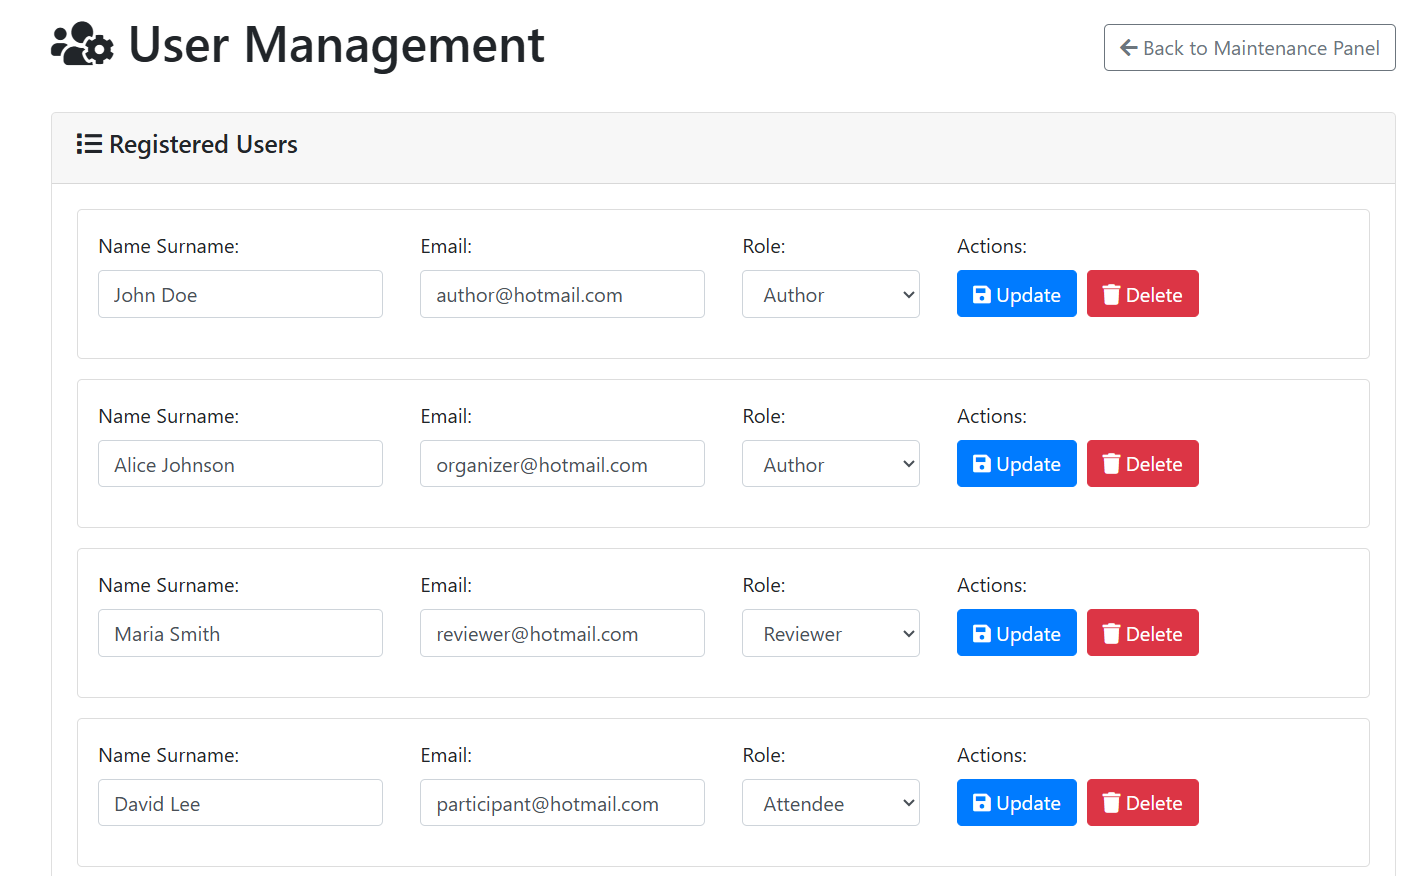 User Management
Back to Maintenance Panel
Registered Users
Name Surname: Email: Role: Actions:
John Doe author@hotmail.com Author Update Delete
Name Surname: Email: Role: Actions:
Alice Johnson organizer@hotmail.com Author Update Delete
Name Surname: Email: Role: Actions:
Maria Smith reviewer@hotmail.com Reviewer Update Delete
Name Surname: Email: Role: Actions:
David Lee participant@hotmail.com Attendee Update Delete